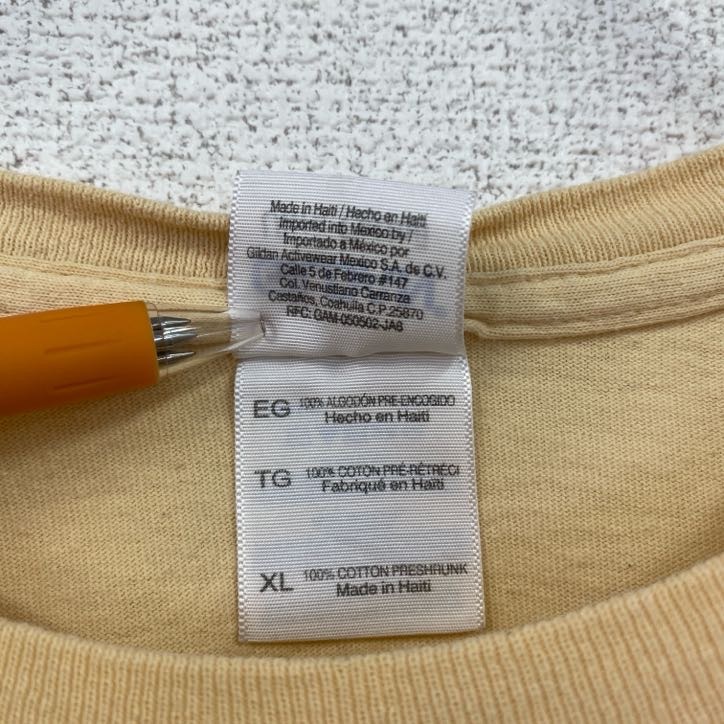 Made in Haiti / Hecho en Haiti
Imported into Mexico by /
Importado a México por
Gildan Activewear Mexico S.A. de C.V.
Calle 5 de Febrero #147
Col. Venustiano Carranza
Castaños, Coahuila C.P. 25870
RFC: GAM-050502-JA8
EG 100% ALGODÓN PRE-ENCOGIDO
Hecho en Haití
TG 100% COTON PRÉ-RÉTRÉCI
Fabriqué en Haïti
XL 100% COTTON PRESHRUNK
Made in Haiti